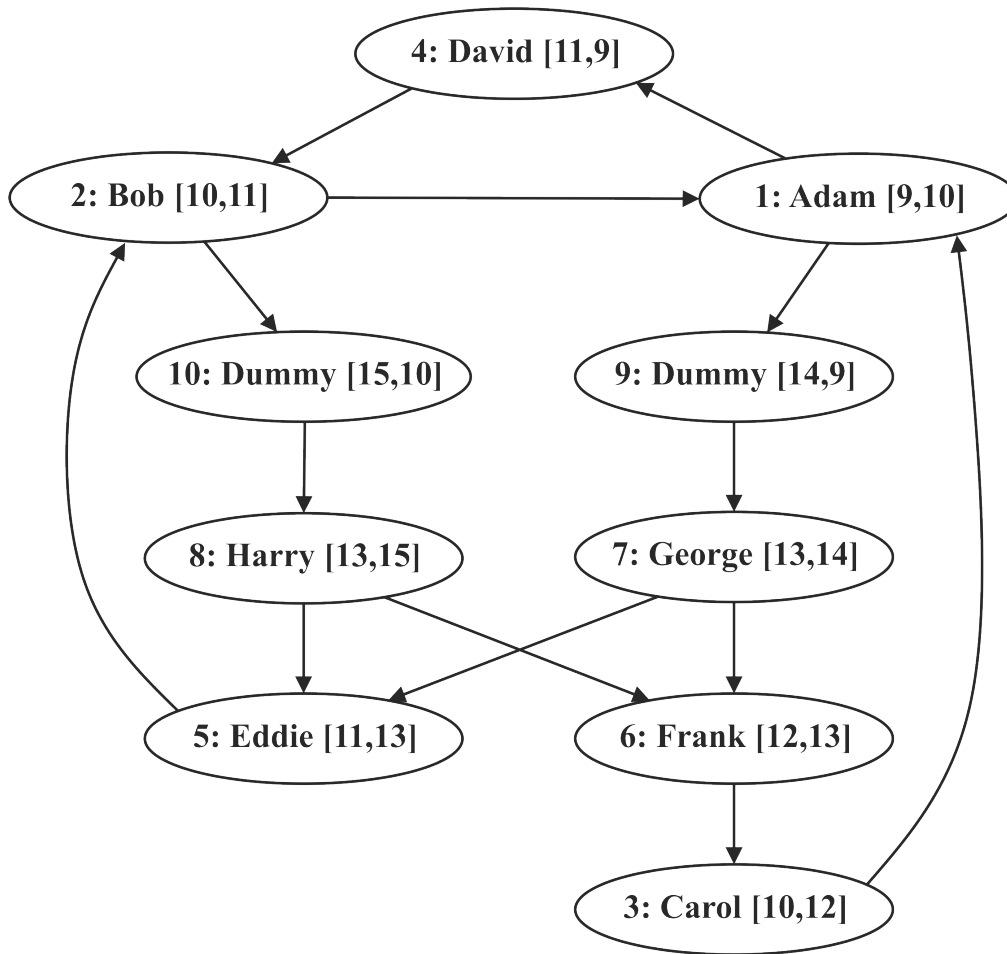 4: David [11,9]
2: Bob [10,11]
1: Adam [9,10]
10: Dummy [15,10]
9: Dummy [14,9]
8: Harry [13,15]
7: George [13,14]
5: Eddie [11,13]
6: Frank [12,13]
3: Carol [10,12]